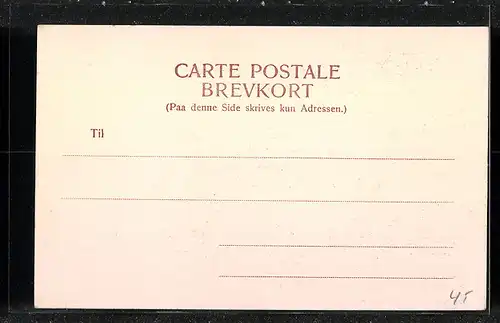 CARTE POSTALE
BREVKORT
(Paa denne Side skrives kun Adressen.)
Til
45